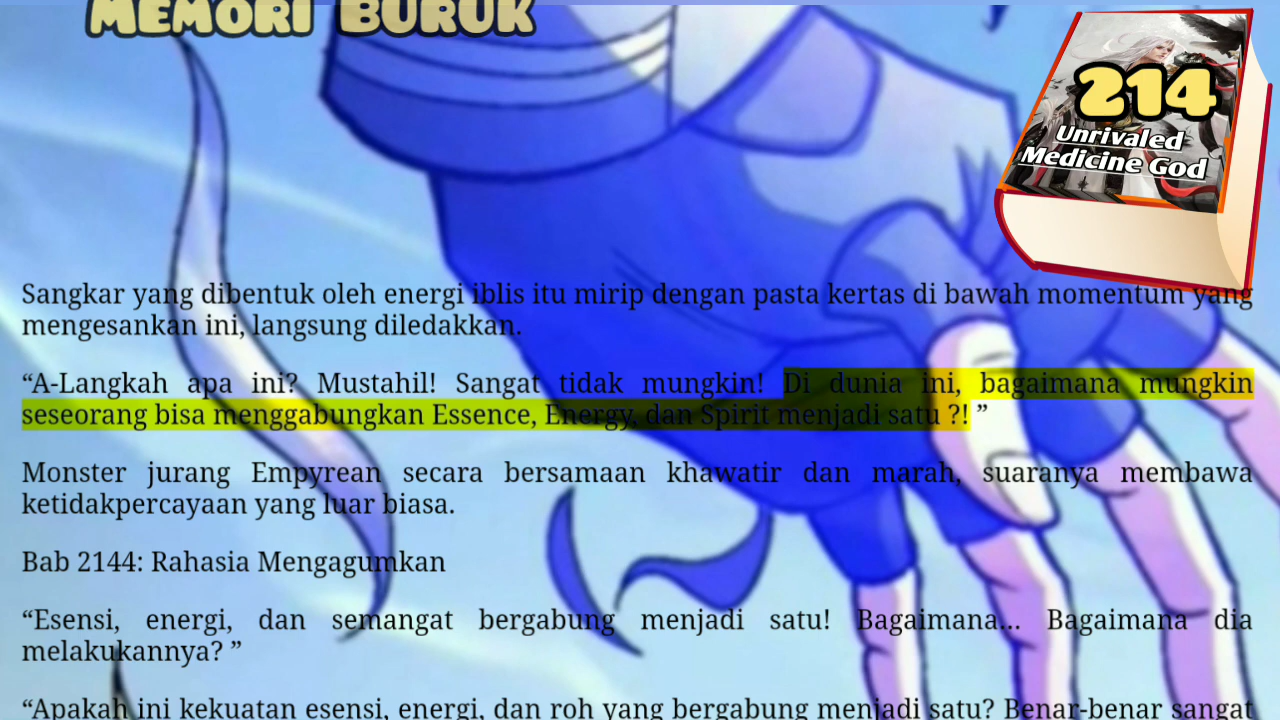 MEMORI BURUK
214
Unrivaled
Medicine God
Sangkar yang dibentuk oleh energi iblis itu mirip dengan pasta kertas di bawah momentum yang
mengesankan ini, langsung diledakkan.
“A-Langkah apa ini? Mustahil! Sangat tidak mungkin! Di dunia ini, bagaimana mungkin
seseorang bisa menggabungkan Essence, Energy, dan Spirit menjadi satu ?! ”
Monster jurang Empyrean secara bersamaan khawatir dan marah, suaranya membawa
ketidakpercayaan yang luar biasa.
Bab 2144: Rahasia Mengagumkan
“Esensi, energi, dan semangat bergabung menjadi satu! Bagaimana... Bagaimana dia
melakukannya? ”
“Apakah ini kekuatan esensi, energi, dan roh yang bergabung menjadi satu? Benar-benar sangat